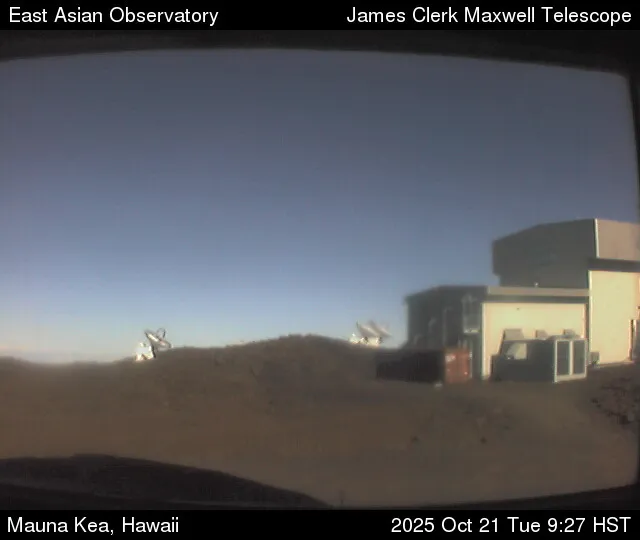 East Asian Observatory
James Clerk Maxwell Telescope
Mauna Kea, Hawaii
2025 Oct 21 Tue 9:27 HST